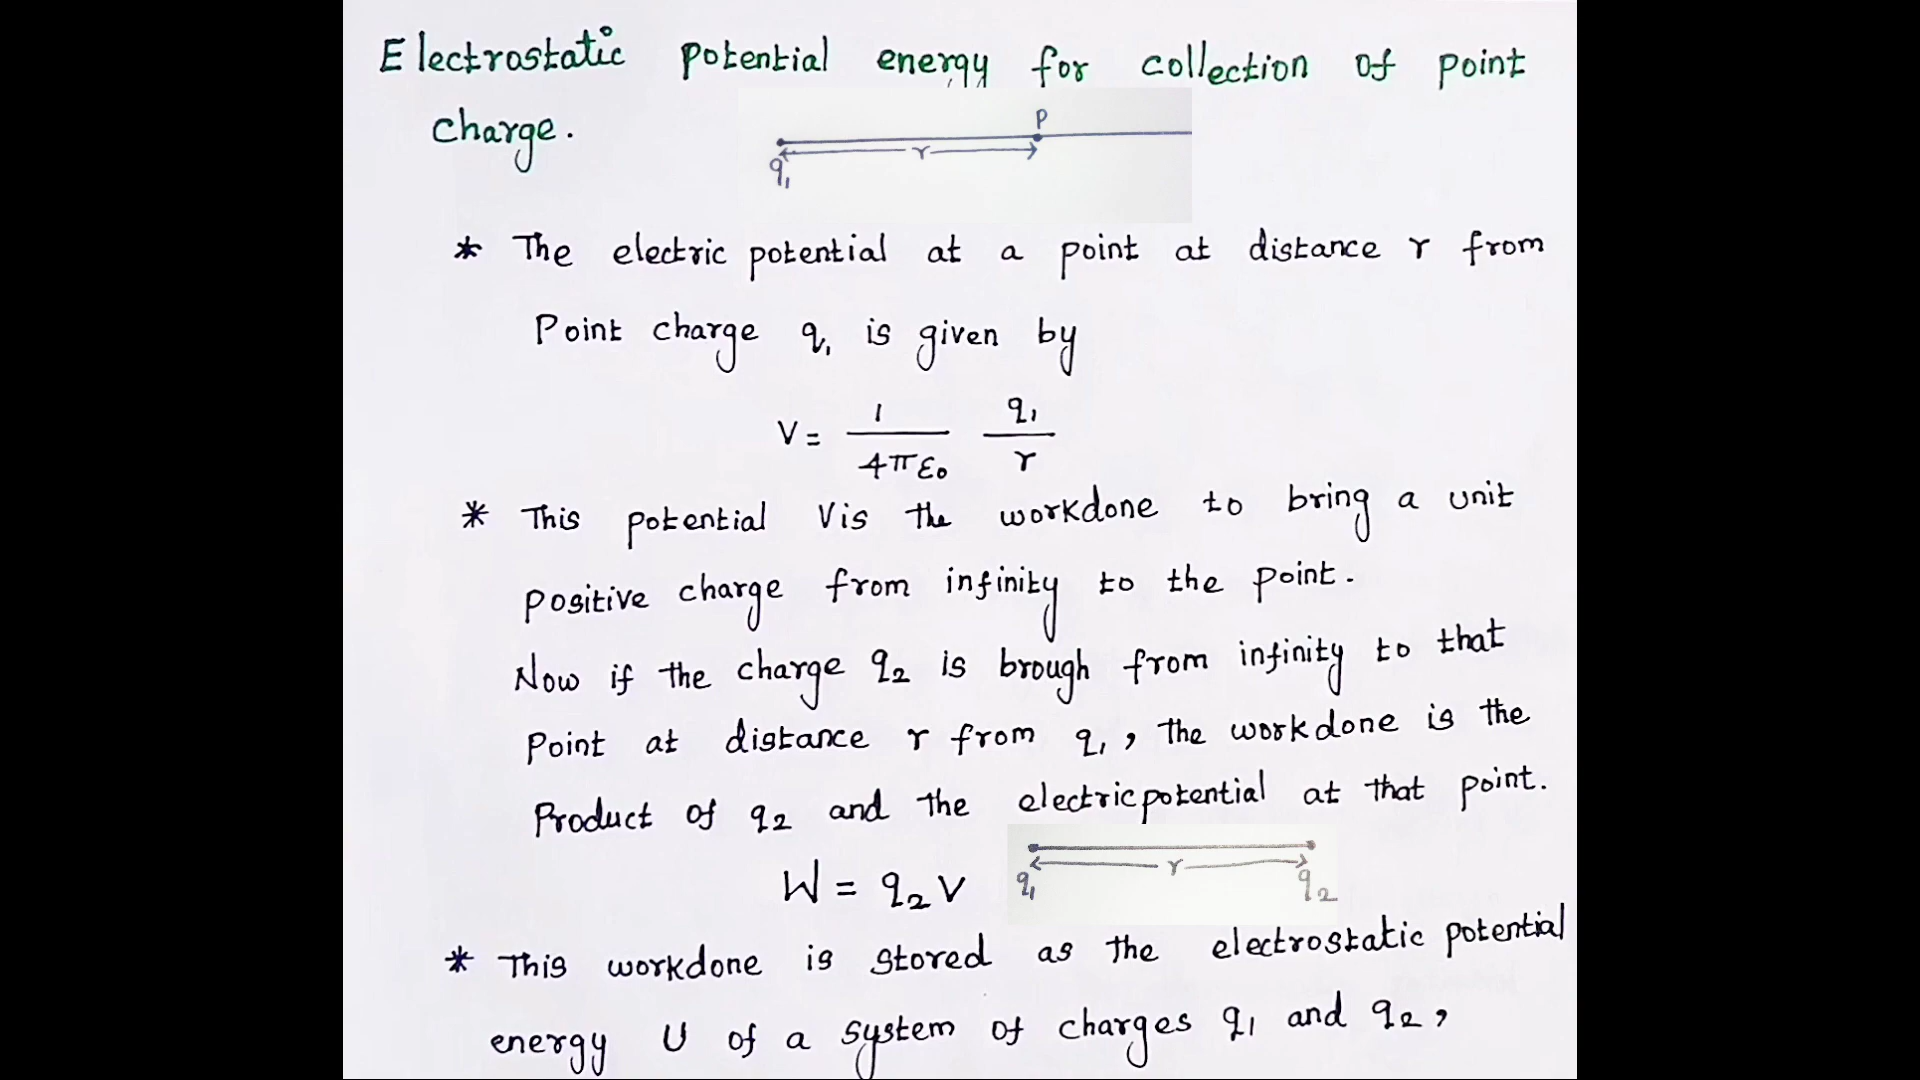 Electrostatic potential energy for collection of point
charge.
P
r
q₁
* The electric potential at a point at distance r from
Point charge q₁ is given by
V = 1/4πε₀ q₁/r
* This potential V is the workdone to bring a unit
positive charge from infinity to the point.
Now if the charge q₂ is brough from infinity to that
Point at distance r from q₁, the workdone is the
Product of q₂ and the electric potential at that point.
W = q₂ V
r
q₁ q₂
* This workdone is stored as the electrostatic potential
energy U of a system of charges q₁ and q₂,